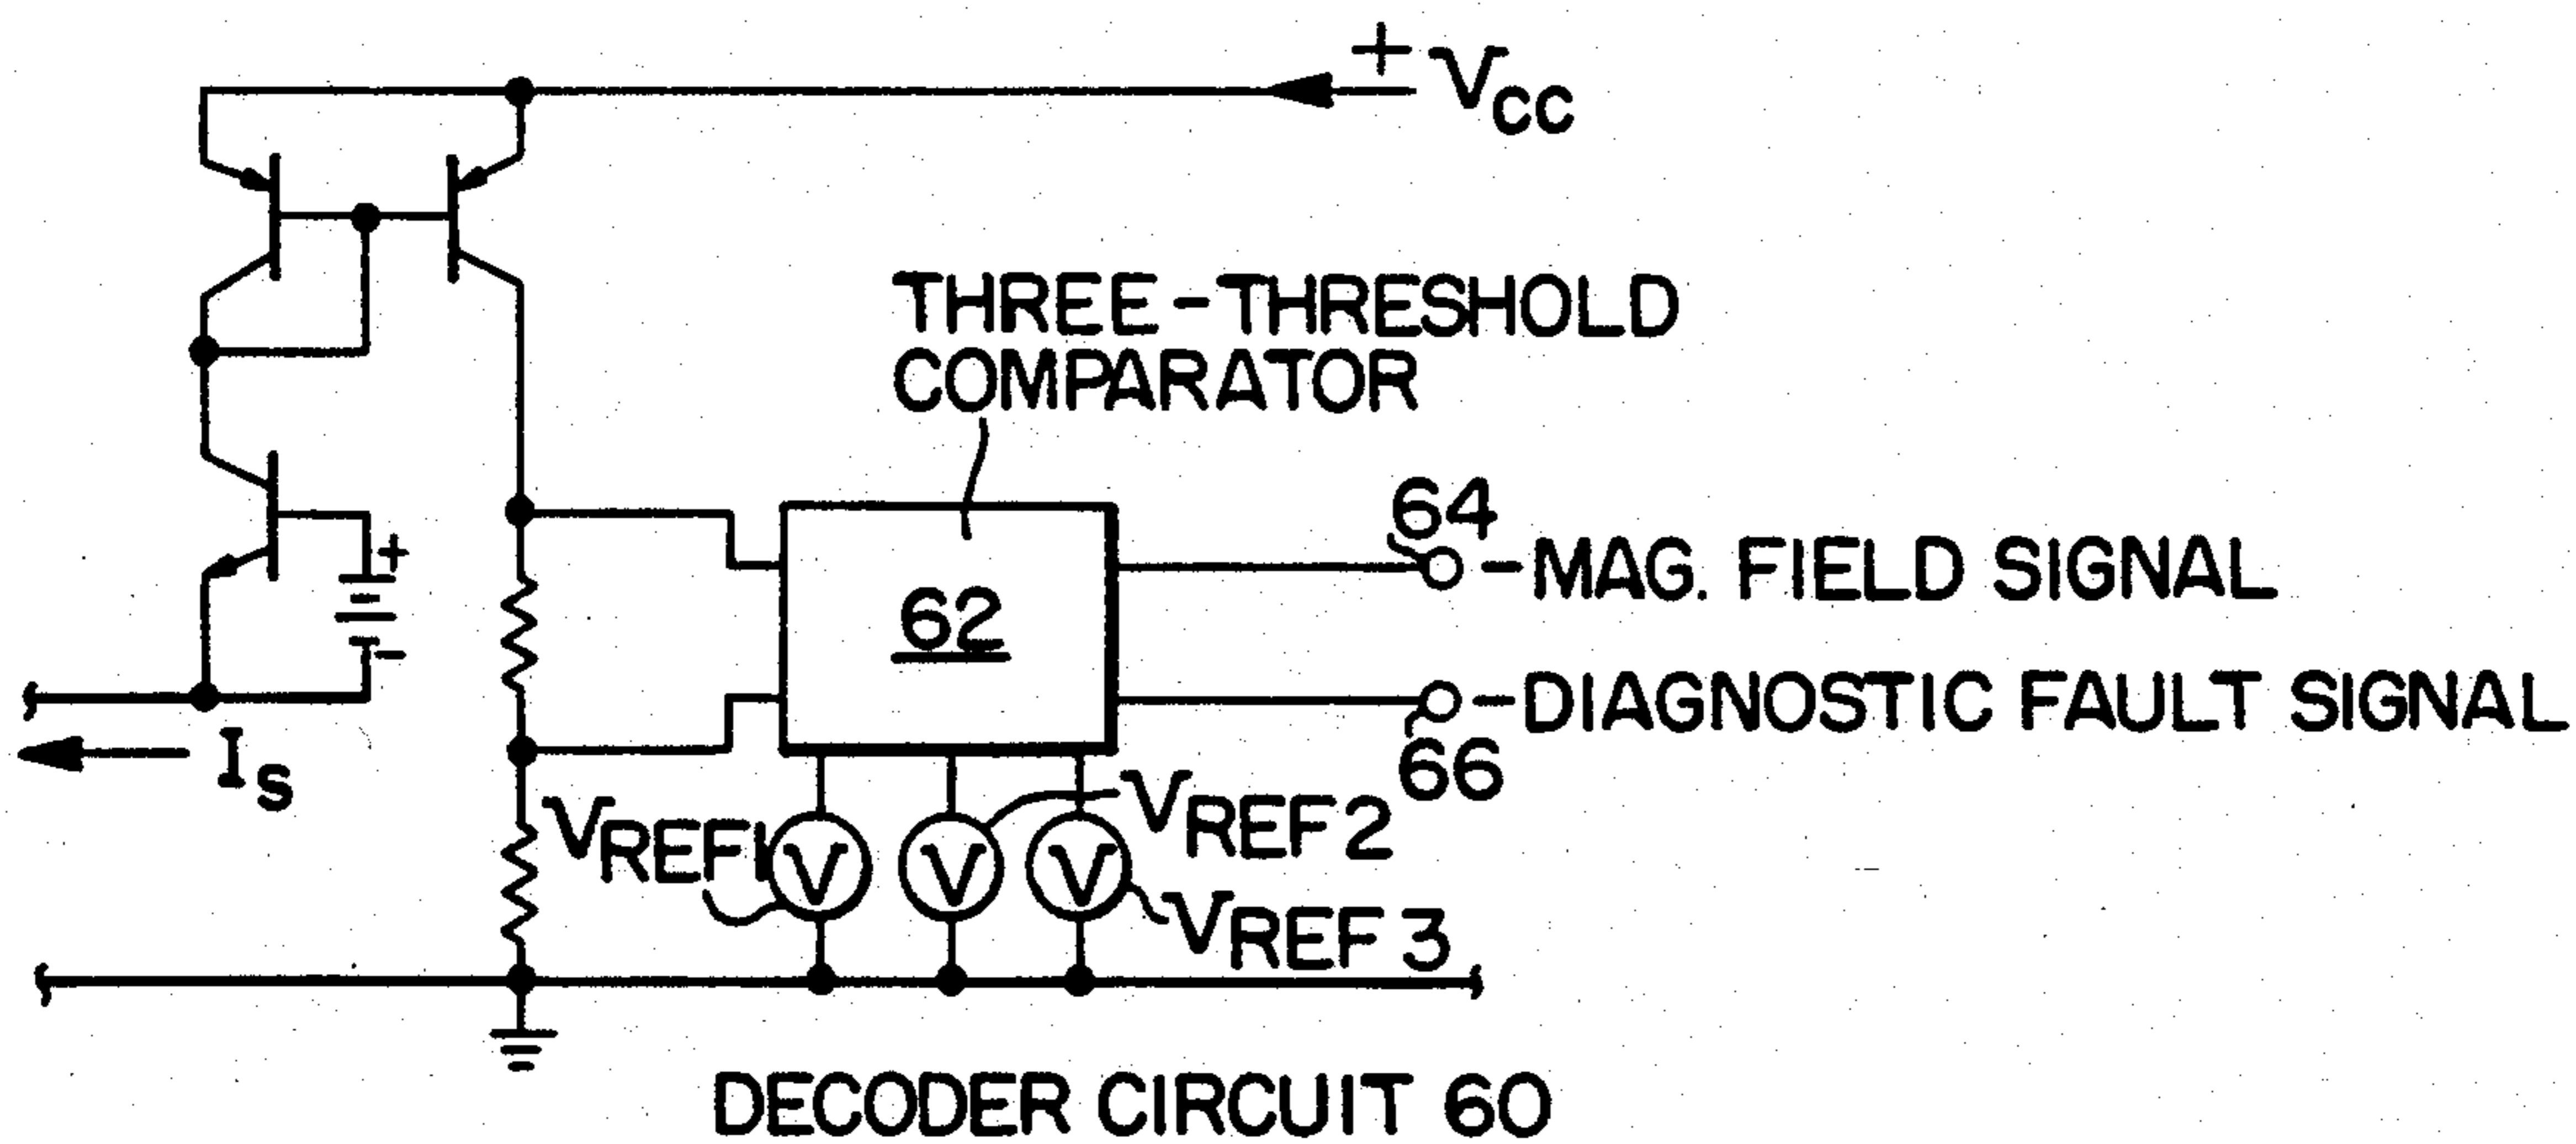 + VCC
THREE-THRESHOLD
COMPARATOR
64
-MAG. FIELD SIGNAL
62
+
-
-DIAGNOSTIC FAULT SIGNAL
66
IS
VREF1
V
V
V
VREF2
VREF3
DECODER CIRCUIT 60